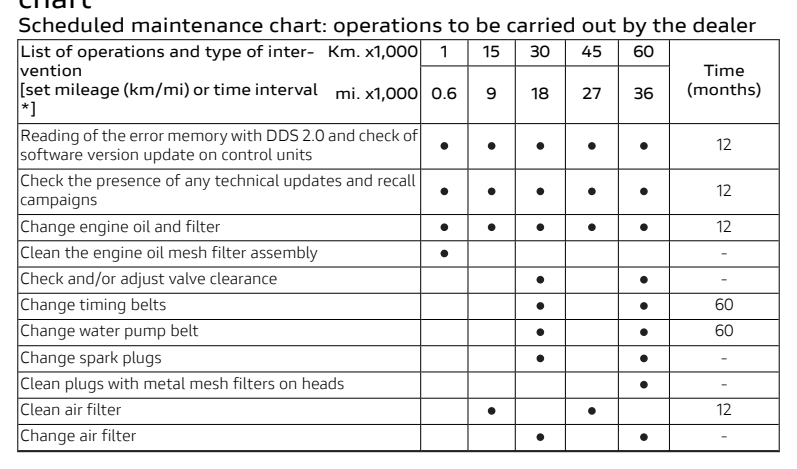 chart
Scheduled maintenance chart: operations to be carried out by the dealer
List of operations and type of inter- Km. x1,000 1 15 30 45 60 Time
vention
[set mileage (km/mi) or time interval mi. x1,000 0.6 9 18 27 36 (months)
*]
Reading of the error memory with DDS 2.0 and check of
software version update on control units ● ● ● ● ● 12
Check the presence of any technical updates and recall
campaigns ● ● ● ● ● 12
Change engine oil and filter ● ● ● ● ● 12
Clean the engine oil mesh filter assembly ● -
Check and/or adjust valve clearance ● ● -
Change timing belts ● ● 60
Change water pump belt ● ● 60
Change spark plugs ● ● -
Clean plugs with metal mesh filters on heads ● -
Clean air filter ● ● 12
Change air filter ● ● -